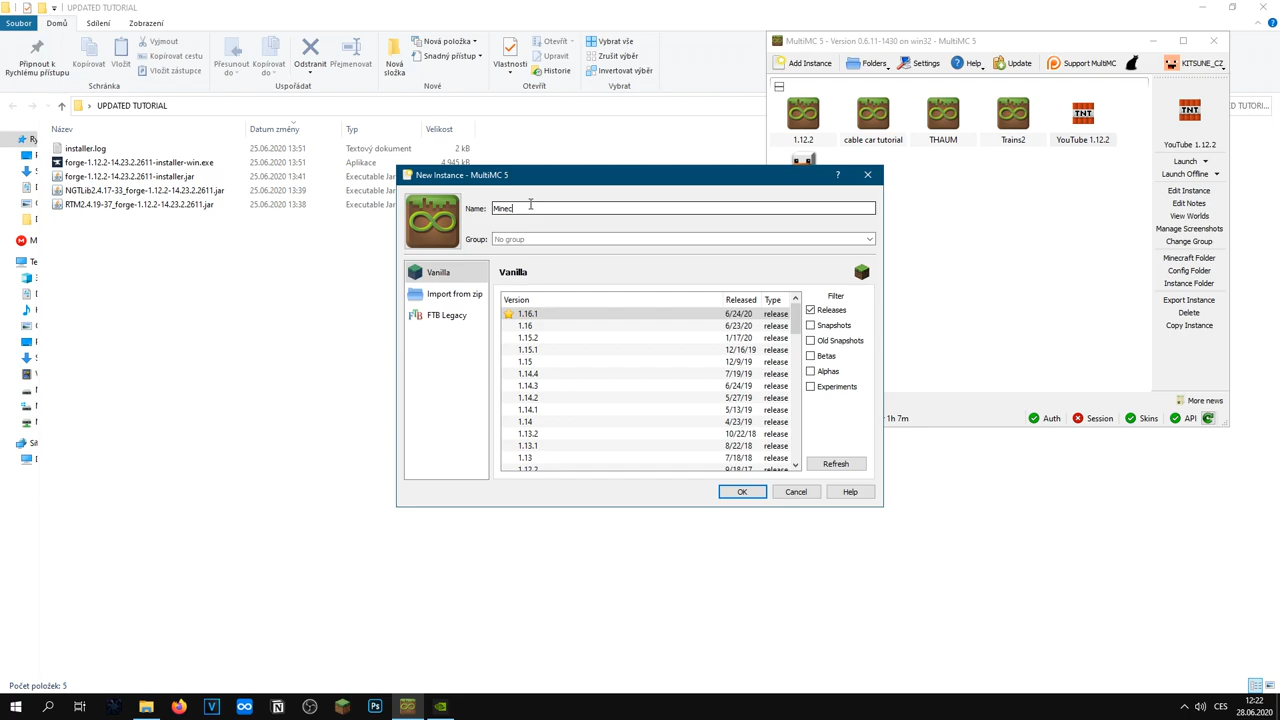 UPDATED TUTORIAL
Soubor
Domů
Sdílení
Zobrazení
Připnout k Rychlému přístupu
Kopírovat
Vložit
Vyjmout
Kopírovat cestu
Vložit zástupce
Schránka
Přesunout do
Kopírovat do
Odstranit
Přejmenovat
Uspořádat
Nová složka
Nová položka
Snadný přístup
Nové
Vlastnosti
Otevřít
Upravit
Historie
Otevřít
Vybrat vše
Zrušit výběr
Invertovat výběr
Vybrat
UPDATED TUTORIAL
Název
Datum změny
Typ
Velikost
installer.log 25.06.2020 13:51 Textový dokument 2 kB
forge-1.12.2-14.23.2.2611-installer-win.exe 25.06.2020 13:51 Aplikace 4 945 kB
forge-1.12.2-14.23.2.2611-installer.jar 25.06.2020 13:41 Executable Jar
NGTLib2.4.17-33_forge-1.12.2-14.23.2.2611.jar 25.06.2020 13:39 Executable Jar
RTM2.4.19-37_forge-1.12.2-14.23.2.2611.jar 25.06.2020 13:38 Executable Jar
MultiMC 5 - Version 0.6.11-1430 on win32 - MultiMC 5
Add Instance
Folders
Settings
Help
Update
Support MultiMC
KITSUNE_CZ
1.12.2
cable car tutorial
THAUM
Trains2
YouTube 1.12.2
YouTube 1.12.2
Launch
Launch Offline
Edit Instance
Edit Notes
View Worlds
Manage Screenshots
Change Group
Minecraft Folder
Config Folder
Instance Folder
Export Instance
Delete
Copy Instance
More news
1h 7m
Auth
Session
Skins
API
New Instance - MultiMC 5
Name: Minec
Group: No group
Vanilla
Import from zip
FTB Legacy
Vanilla
Version Released Type
1.16.1 6/24/20 release
1.16 6/23/20 release
1.15.2 1/17/20 release
1.15.1 12/16/19 release
1.15 12/9/19 release
1.14.4 7/19/19 release
1.14.3 6/24/19 release
1.14.2 5/27/19 release
1.14.1 5/13/19 release
1.14 4/23/19 release
1.13.2 10/22/18 release
1.13.1 8/22/18 release
1.13 7/18/18 release
1.12.2 9/18/17 release
Filter
Releases
Snapshots
Old Snapshots
Betas
Alphas
Experiments
Refresh
OK
Cancel
Help
Počet položek: 5
CES
12:22
28.06.2020